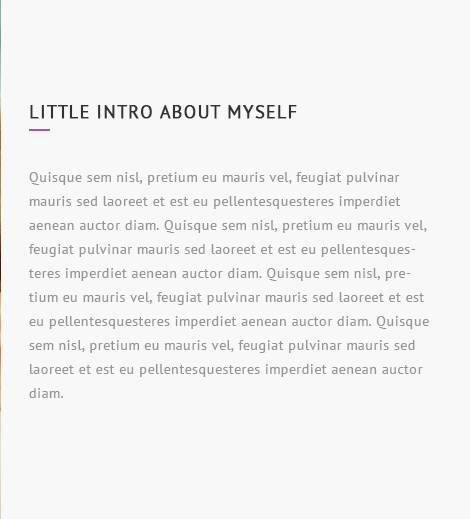 LITTLE INTRO ABOUT MYSELF
Quisque sem nisl, pretium eu mauris vel, feugiat pulvinar
mauris sed laoreet et est eu pellentesquesteres imperdiet
aenean auctor diam. Quisque sem nisl, pretium eu mauris vel,
feugiat pulvinar mauris sed laoreet et est eu pellentesques-
teres imperdiet aenean auctor diam. Quisque sem nisl, pre-
tium eu mauris vel, feugiat pulvinar mauris sed laoreet et est
eu pellentesquesteres imperdiet aenean auctor diam. Quisque
sem nisl, pretium eu mauris vel, feugiat pulvinar mauris sed
laoreet et est eu pellentesquesteres imperdiet aenean auctor
diam.